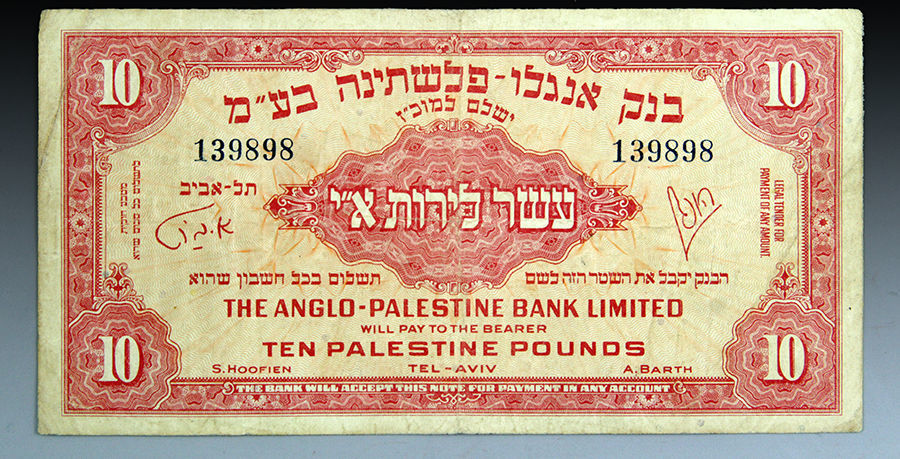 10 10
בנק אנגלו-פלשתינה בע״מ
ישלם למוכ״ז
139898 139898
תל-אביב
עשר לירות א״י
LEGAL TENDER FOR
PAYMENT OF ANY AMOUNT.
הבנק יקבל את השטר הזה לשם תשלום בכל חשבון שהוא
THE ANGLO-PALESTINE BANK LIMITED
WILL PAY TO THE BEARER
TEN PALESTINE POUNDS
S. HOOFIEN TEL-AVIV A. BARTH
10 10
THE BANK WILL ACCEPT THIS NOTE FOR PAYMENT IN ANY ACCOUNT